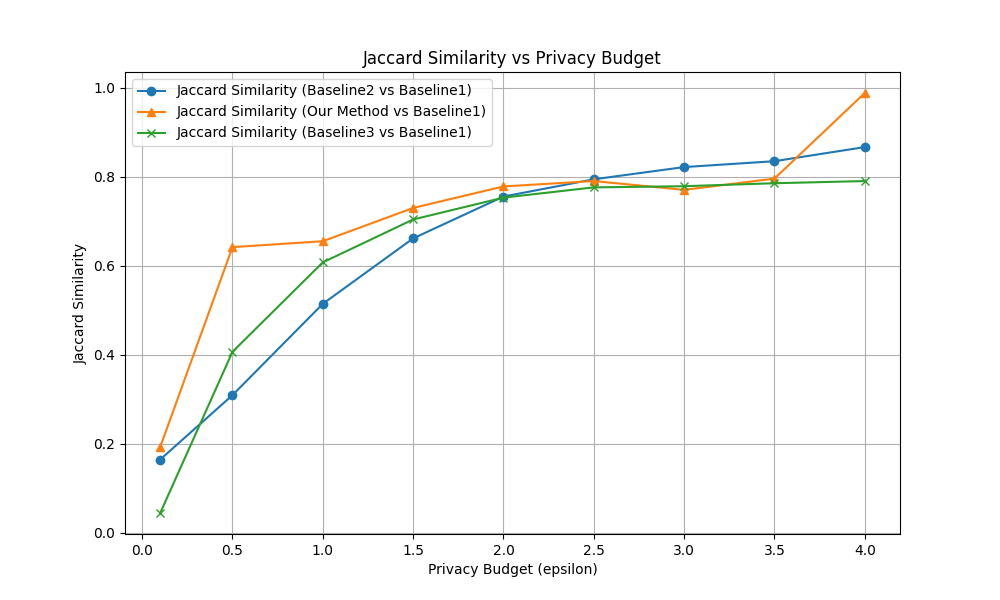 Jaccard Similarity vs Privacy Budget
Jaccard Similarity (Baseline2 vs Baseline1)
Jaccard Similarity (Our Method vs Baseline1)
Jaccard Similarity (Baseline3 vs Baseline1)
Jaccard Similarity
1.0
0.8
0.6
0.4
0.2
0.0
0.0 0.5 1.0 1.5 2.0 2.5 3.0 3.5 4.0
Privacy Budget (epsilon)